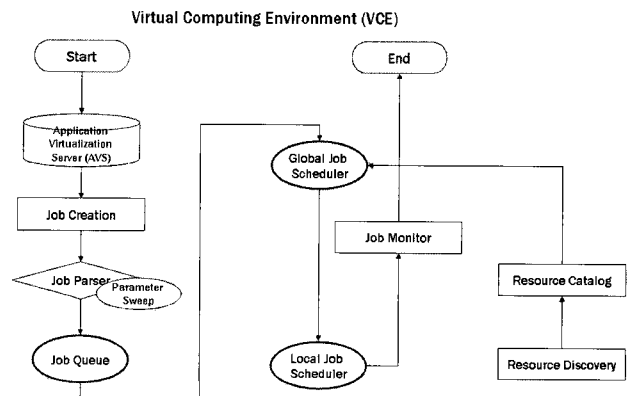 Virtual Computing Environment (VCE)
Start
Application
Virtualization
Server (AVS)
Job Creation
Job Parser
Parameter
Sweep
Job Queue
End
Global Job
Scheduler
Job Monitor
Local Job
Scheduler
Resource Catalog
Resource Discovery